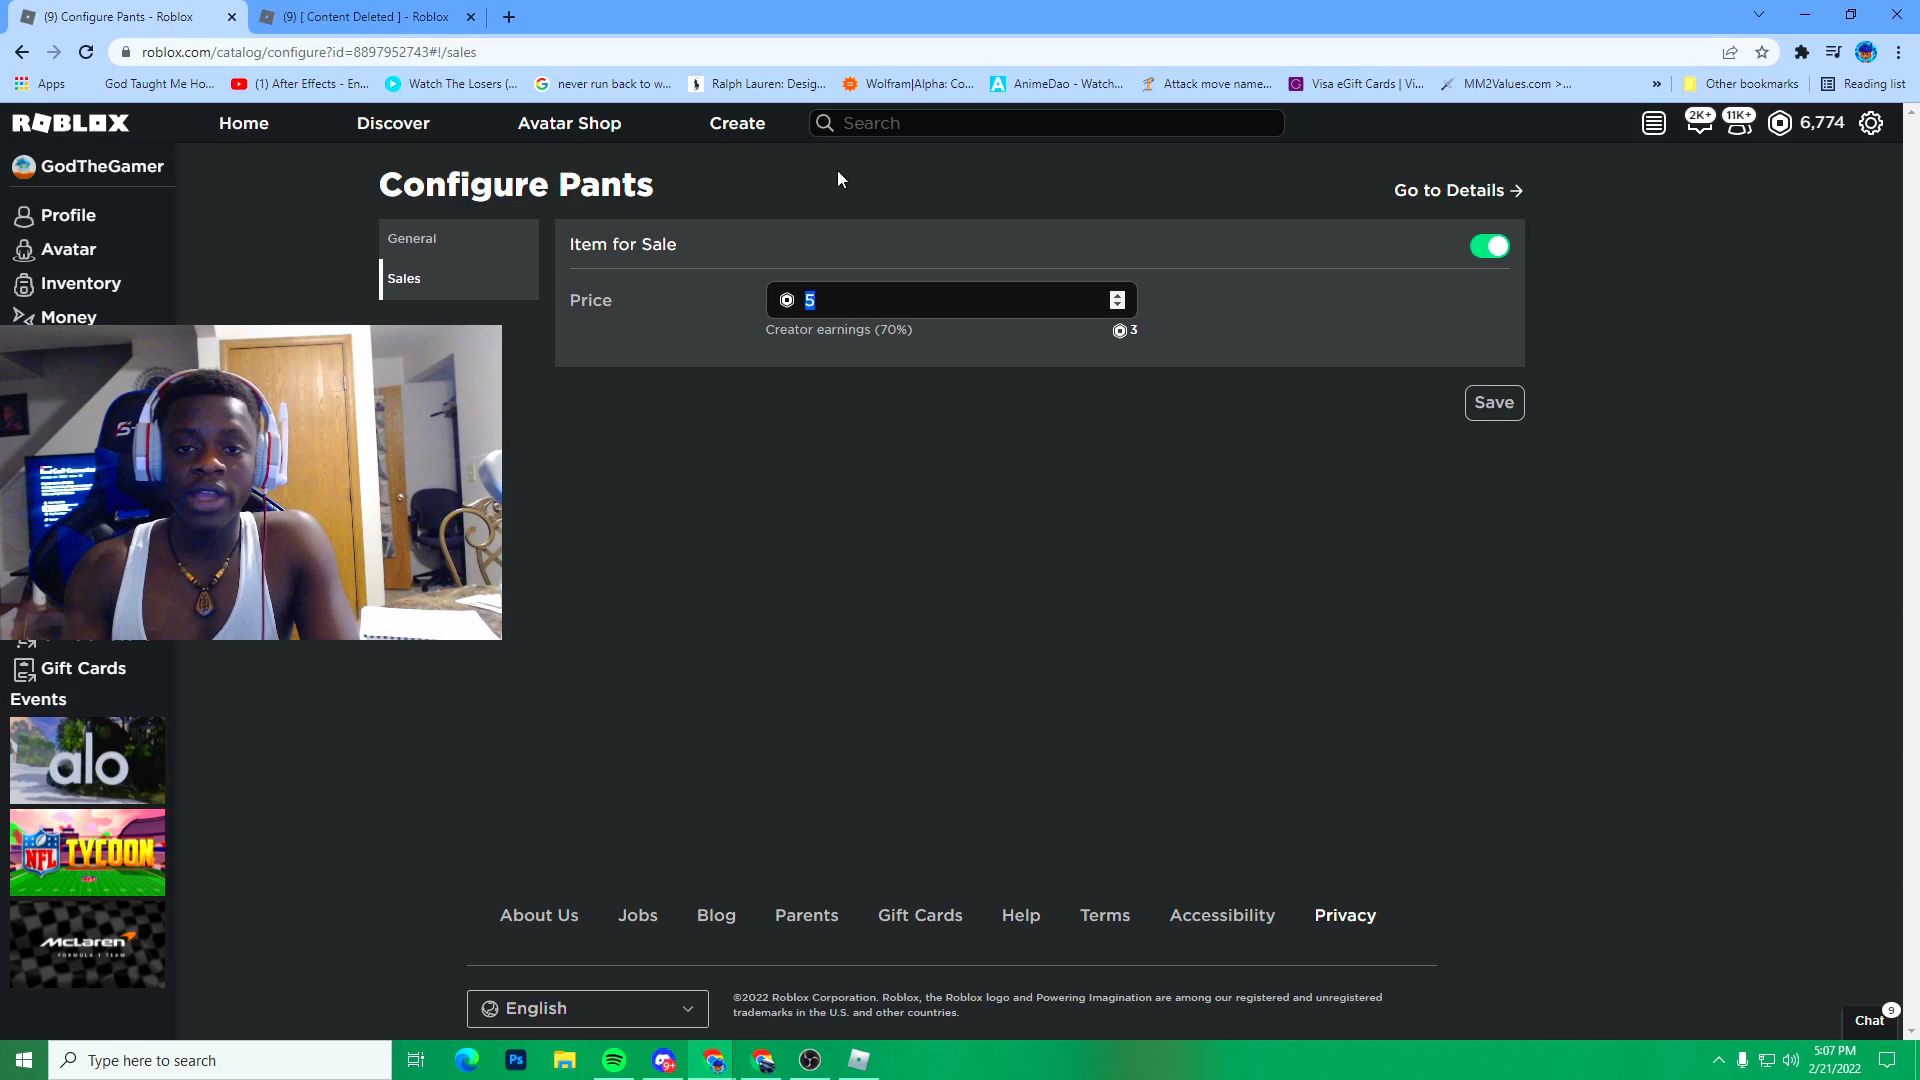 (9) Configure Pants - Roblox
(9) [ Content Deleted ] - Roblox
roblox.com/catalog/configure?id=8897952743#!/sales
Apps
God Taught Me Ho...
(1) After Effects - En...
Watch The Losers (...
never run back to w...
Ralph Lauren: Desig...
Wolfram|Alpha: Co...
AnimeDao - Watch...
Attack move name...
Visa eGift Cards | Vi...
MM2Values.com >...
»
Other bookmarks
Reading list
ROBLOX
Home
Discover
Avatar Shop
Create
Search
2K+
11K+
6,774
GodTheGamer
Profile
Avatar
Inventory
Money
Configure Pants
Go to Details
General
Sales
Item for Sale
Price
5
Creator earnings (70%)
3
Save
Gift Cards
Events
alo
NFL TYCOON
McLaren
FORMULA 1 TEAM
About Us
Jobs
Blog
Parents
Gift Cards
Help
Terms
Accessibility
Privacy
English
©2022 Roblox Corporation. Roblox, the Roblox logo and Powering Imagination are among our registered and unregistered
trademarks in the U.S. and other countries.
Chat
9
Type here to search
Ps
9+
5:07 PM
2/21/2022